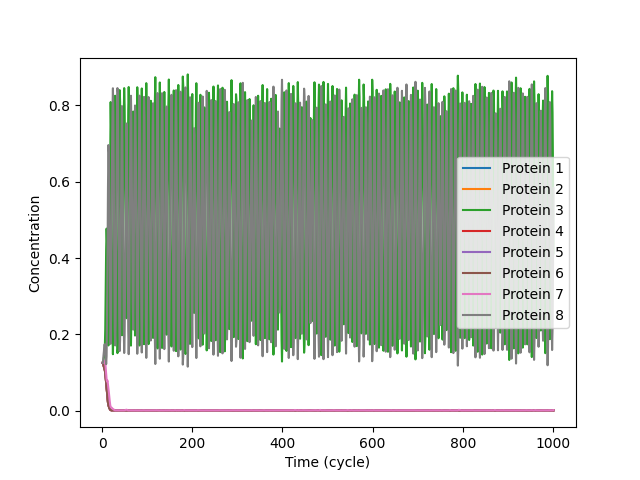 0.8
0.6
0.4
0.2
0.0
Concentration
0
200
400
600
800
1000
Time (cycle)
Protein 1
Protein 2
Protein 3
Protein 4
Protein 5
Protein 6
Protein 7
Protein 8